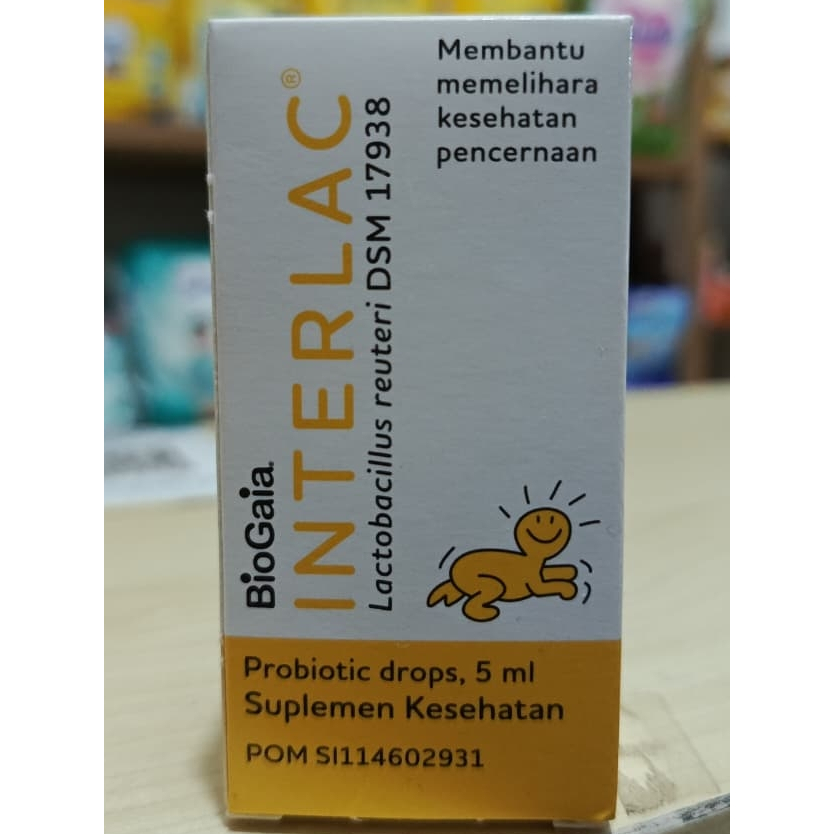 Membantu
memelihara
kesehatan
pencernaan
BioGaia
INTERLAC®
Lactobacillus reuteri DSM 17938
Probiotic drops, 5 ml
Suplemen Kesehatan
POM SI114602931